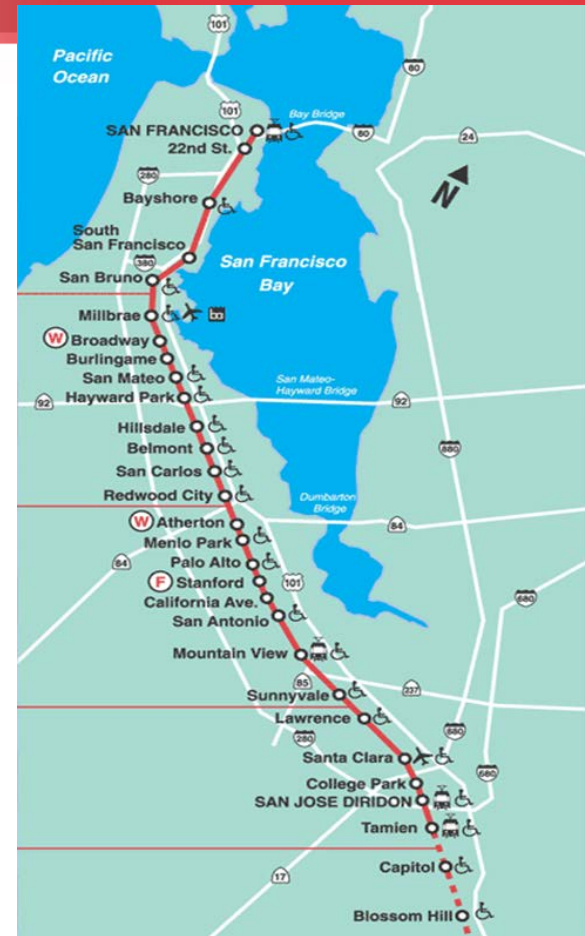 101
Pacific
Ocean
80
101
Bay Bridge
SAN FRANCISCO
80
24
22nd St.
280
N
Bayshore
South
San Francisco
380
San Francisco
Bay
San Bruno
Millbrae
W Broadway
Burlingame
San Mateo
San Mateo-
Hayward Bridge
Hayward Park
92
92
Hillsdale
Belmont
880
San Carlos
Redwood City
Dumbarton
Bridge
W Atherton
84
Menlo Park
84
Palo Alto
F Stanford
101
California Ave.
680
San Antonio
Mountain View
85
237
Sunnyvale
Lawrence
280
880
Santa Clara
680
College Park
SAN JOSE DIRIDON
Tamien
Capitol
17
Blossom Hill